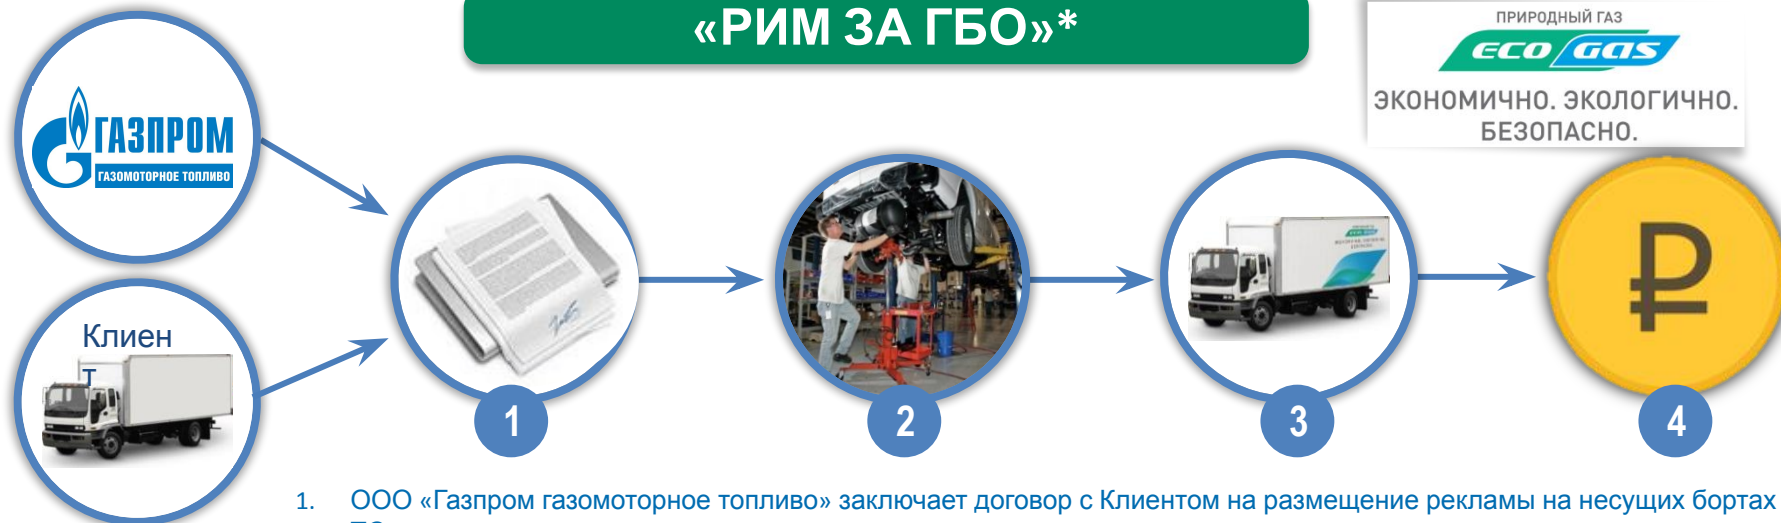 «РИМ ЗА ГБО»*
ПРИРОДНЫЙ ГАЗ
ECO GAS
ЭКОНОМИЧНО. ЭКОЛОГИЧНО.
БЕЗОПАСНО.
ГАЗПРОМ
ГАЗОМОТОРНОЕ ТОПЛИВО
Клиен
т
1
2
3
4
1. ООО «Газпром газомоторное топливо» заключает договор с Клиентом на размещение рекламы на несущих бортах